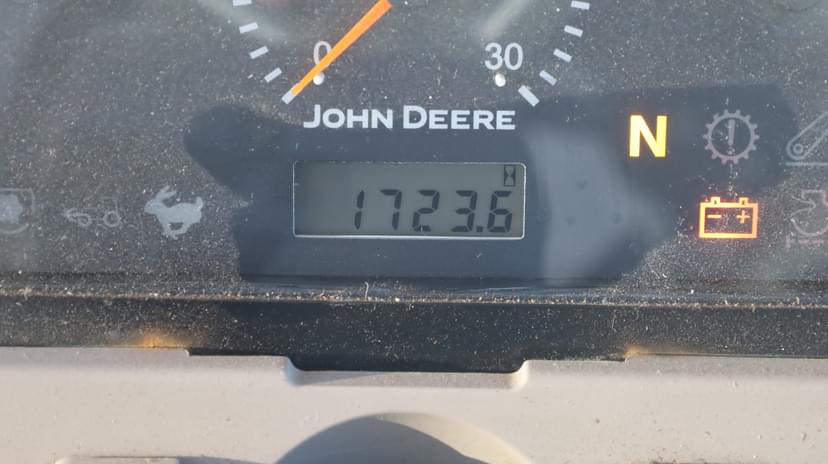 0 30
JOHN DEERE
N
1723.6
- +